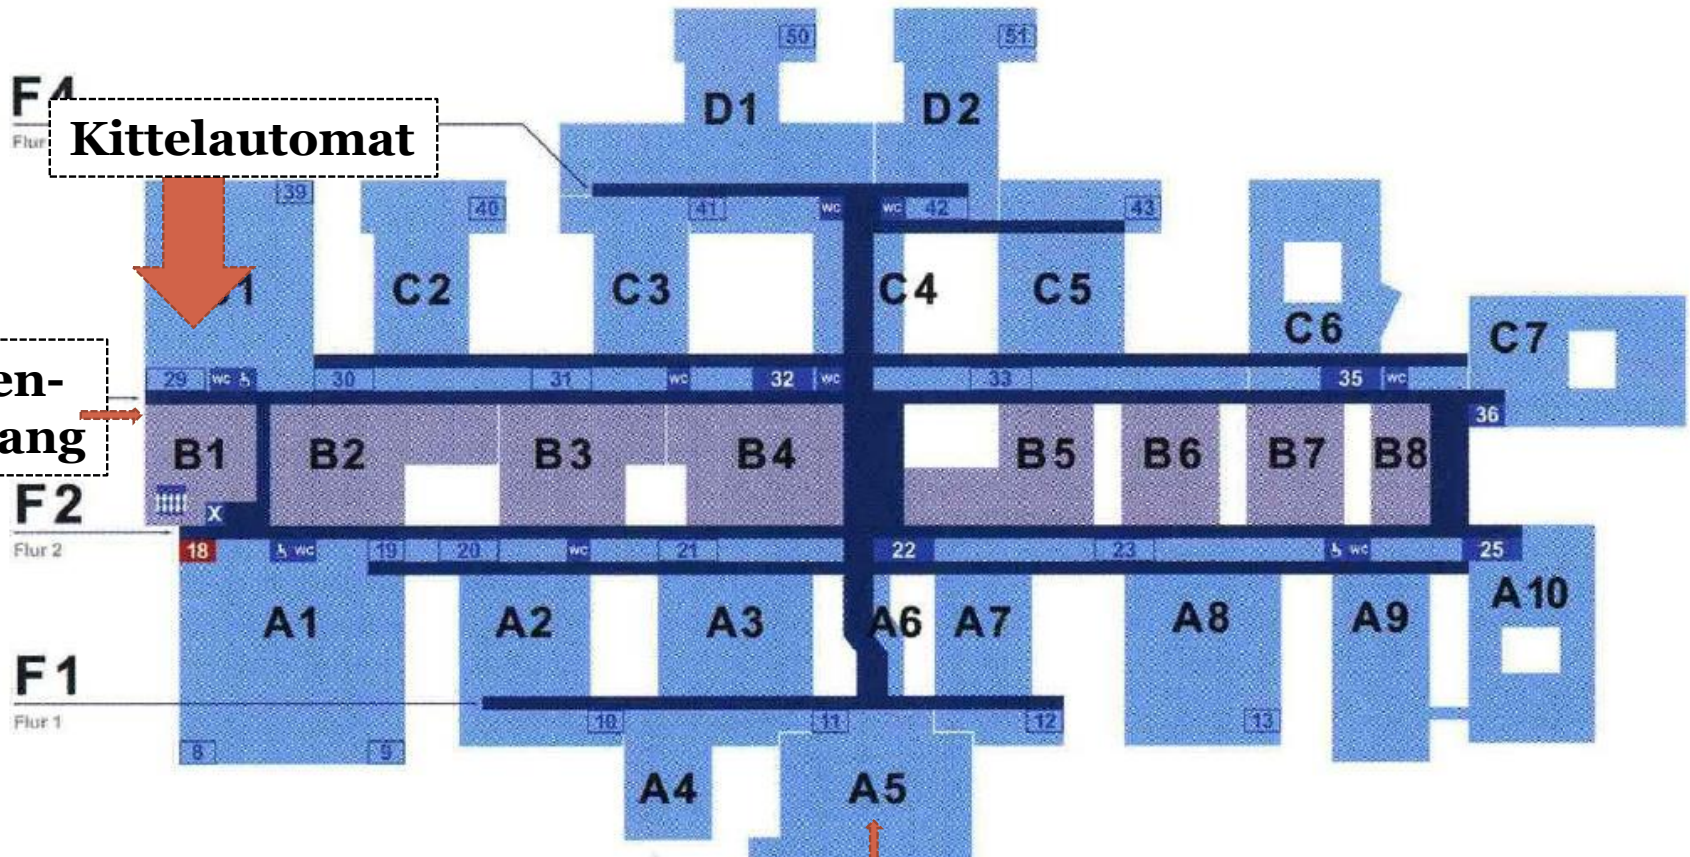 50
51
F4
D1
D2
Flur
Kittelautomat
39
40
41
WC
WC
42
43
C2
C3
C4
C5
C6
C7
en-
ang
29
WC
30
31
WC
32
WC
33
35
WC
36
B1
B2
B3
B4
B5
B6
B7
B8
F2
X
Flur 2
18
WC
19
20
WC
21
22
23
WC
25
A1
A2
A3
A6
A7
A8
A9
A10
F1
Flur 1
10
11
12
13
8
9
A4
A5